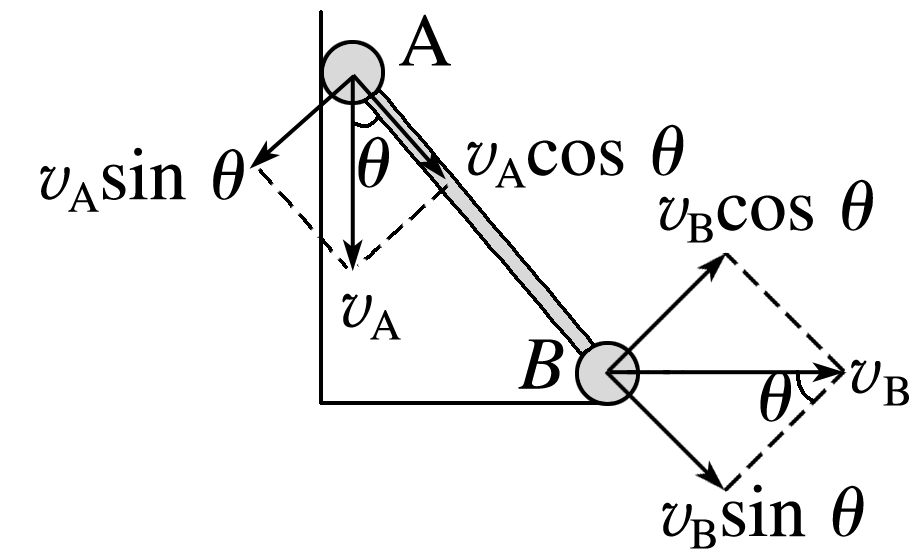 A
v_A sin θ
θ
v_A cos θ
v_B cos θ
v_A
B
θ
v_B
v_B sin θ